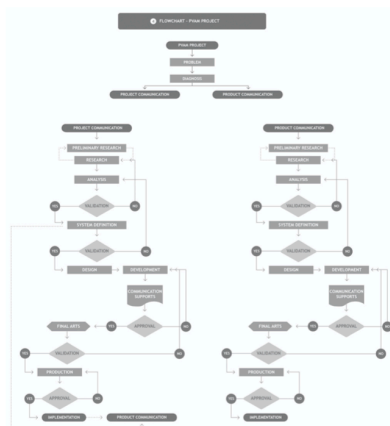 FLOWCHART - PVAM PROJECT
PVAM PROJECT
PROBLEM
DIAGNOSIS
PROJECT COMMUNICATION
PRODUCT COMMUNICATION
PROJECT COMMUNICATION
PRELIMINARY RESEARCH
RESEARCH
ANALYSIS
VALIDATION
YES
NO
SYSTEM DEFINITION
VALIDATION
YES
NO
DESIGN
DEVELOPMENT
COMMUNICATION
SUPPORTS
FINAL ARTS
YES
APPROVAL
NO
YES
VALIDATION
NO
PRODUCTION
YES
APPROVAL
NO
IMPLEMENTATION
PRODUCT COMMUNICATION
PRODUCT COMMUNICATION
PRELIMINARY RESEARCH
RESEARCH
ANALYSIS
VALIDATION
YES
NO
SYSTEM DEFINITION
VALIDATION
YES
NO
DESIGN
DEVELOPMENT
COMMUNICATION
SUPPORTS
FINAL ARTS
YES
APPROVAL
NO
YES
VALIDATION
NO
PRODUCTION
YES
APPROVAL
NO
IMPLEMENTATION